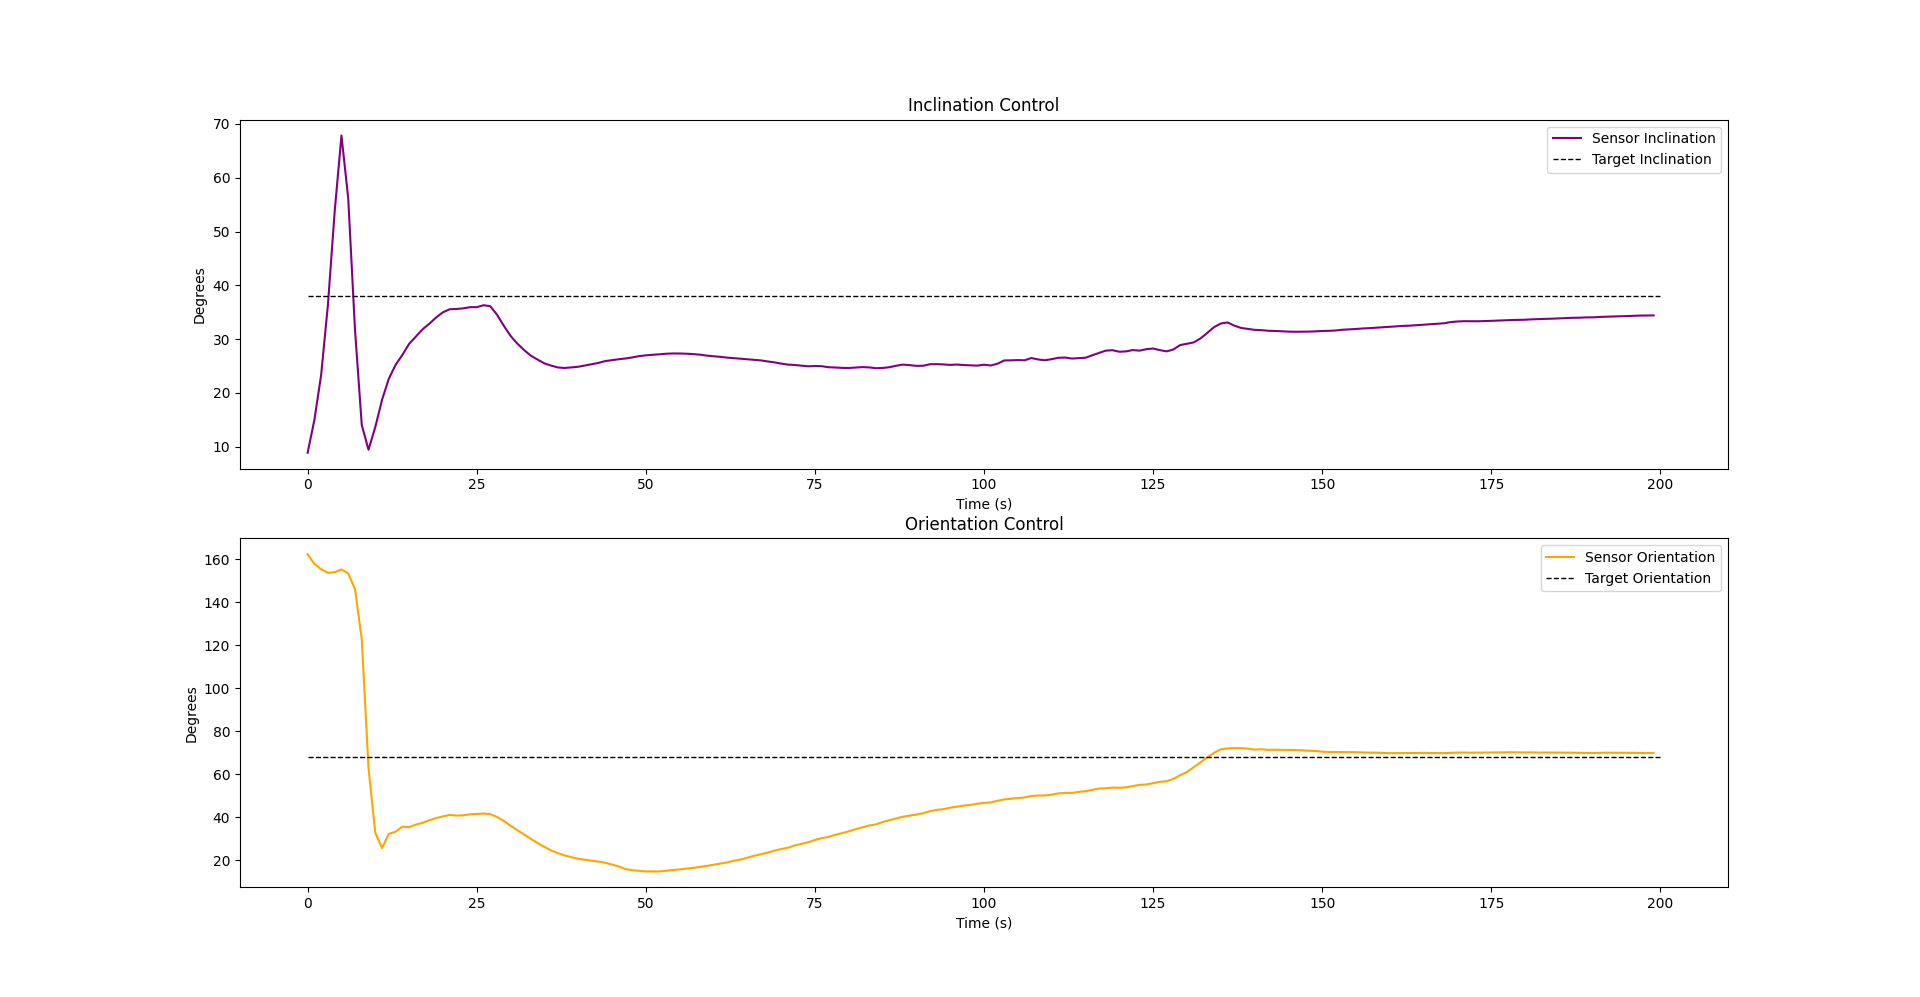 Inclination Control
Sensor Inclination
Target Inclination
70
60
50
40
30
20
10
Degrees
0 25 50 75 100 125 150 175 200
Time (s)
Orientation Control
Sensor Orientation
Target Orientation
160
140
120
100
80
60
40
20
Degrees
0 25 50 75 100 125 150 175 200
Time (s)